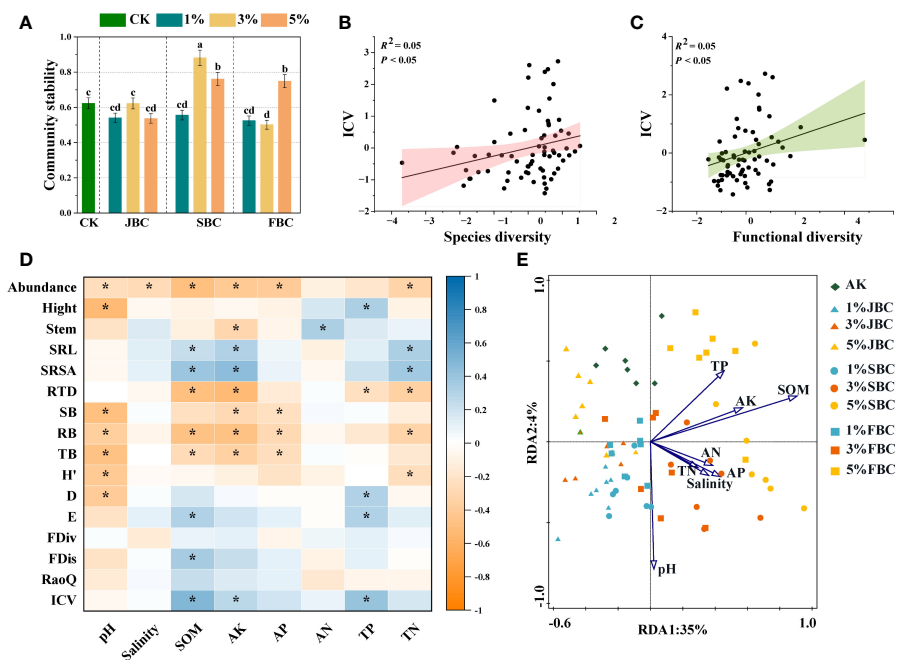 A
CK 1% 3% 5%
Community stability
1.0
0.8
0.6
0.4
0.2
0.0
c
cd
c
cd
cd
a
b
cd
d
b
CK JBC SBC FBC
B
R² = 0.05
P < 0.05
ICV
3
2
1
0
-1
-2
-4 -3 -2 -1 0 1 2
Species diversity
C
R² = 0.05
P < 0.05
ICV
4
3
2
1
0
-1
-2
-2 0 2 4
Functional diversity
D
Abundance * * * * * *
Hight * *
Stem * *
SRL * * *
SRSA * * *
RTD * * * *
SB * * *
RB * * * * *
TB * * * *
H' * *
D * *
E * *
FDiv
FDis *
RaoQ
ICV * * *
pH Salinity SOM AK AP AN TP TN
1
0.8
0.6
0.4
0.2
0
-0.2
-0.4
-0.6
-0.8
-1
E
1.0
RDA2:4%
-1.0
TP
SOM
AK
AN
TN
AP
Salinity
pH
-0.6 1.0
RDA1:35%
AK
1%JBC
3%JBC
5%JBC
1%SBC
3%SBC
5%SBC
1%FBC
3%FBC
5%FBC